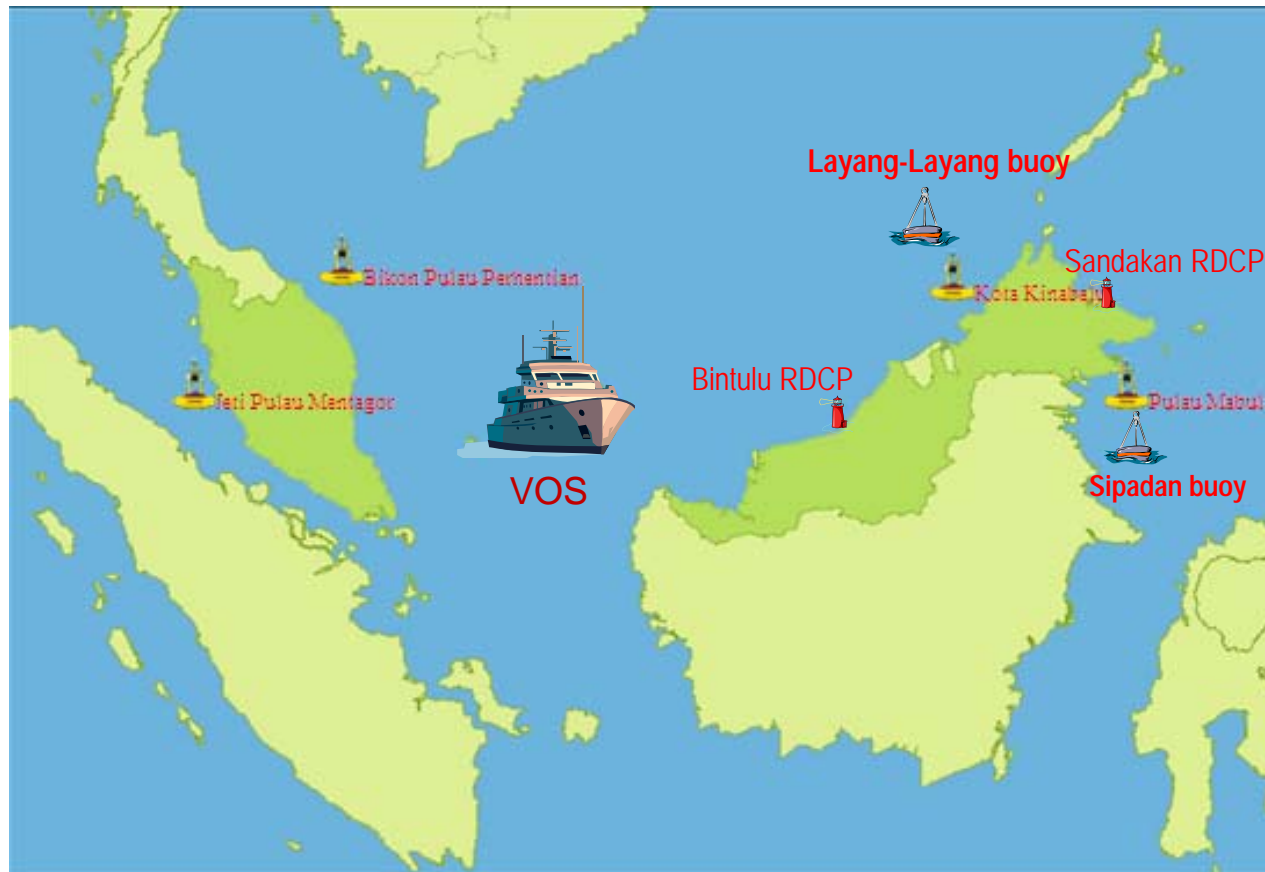 Layang-Layang buoy
Sandakan RDCP
Bikon Pulau Perhentian
Kota Kinabalu
Bintulu RDCP
Jeti Pulau Mentagor
Pulau Mabul
VOS
Sipadan buoy